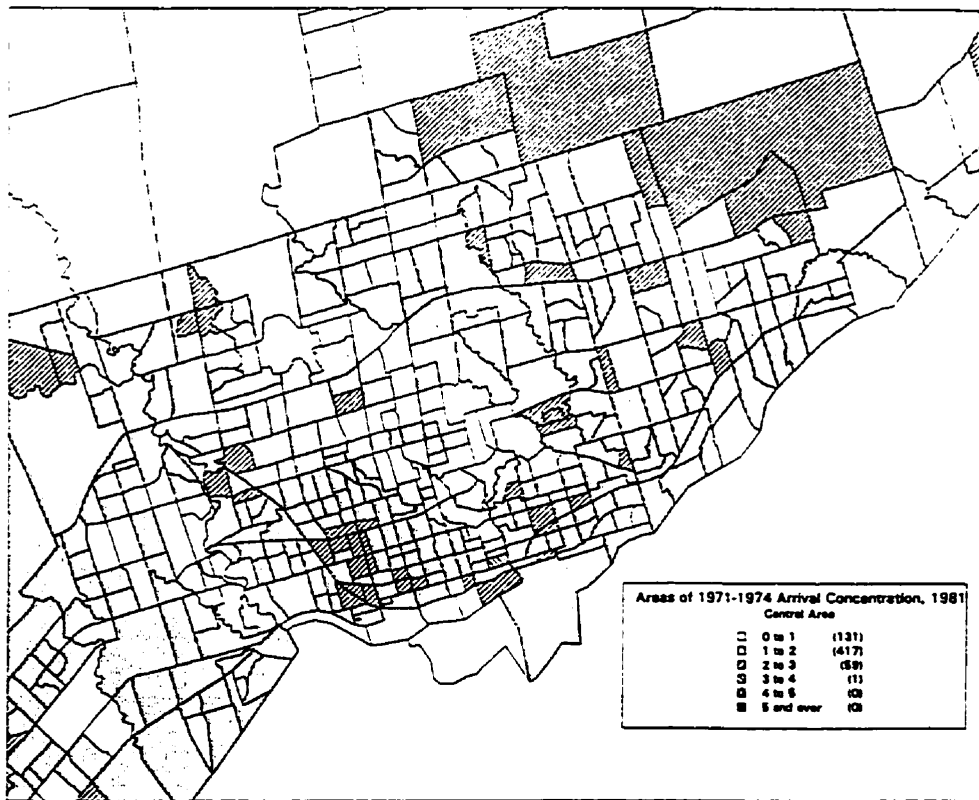 Areas of 1971-1974 Arrival Concentration, 1981
Central Area
0 to 1 (131)
1 to 2 (417)
2 to 3 (59)
3 to 4 (1)
4 to 5 (0)
5 and over (0)